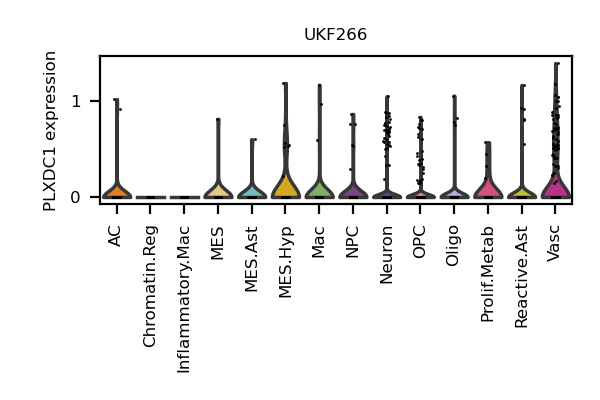 UKF266
PLXDC1 expression
1
0
AC
Chromatin.Reg
Inflammatory.Mac
MES
MES.Ast
MES.Hyp
Mac
NPC
Neuron
OPC
Oligo
Prolif.Metab
Reactive.Ast
Vasc